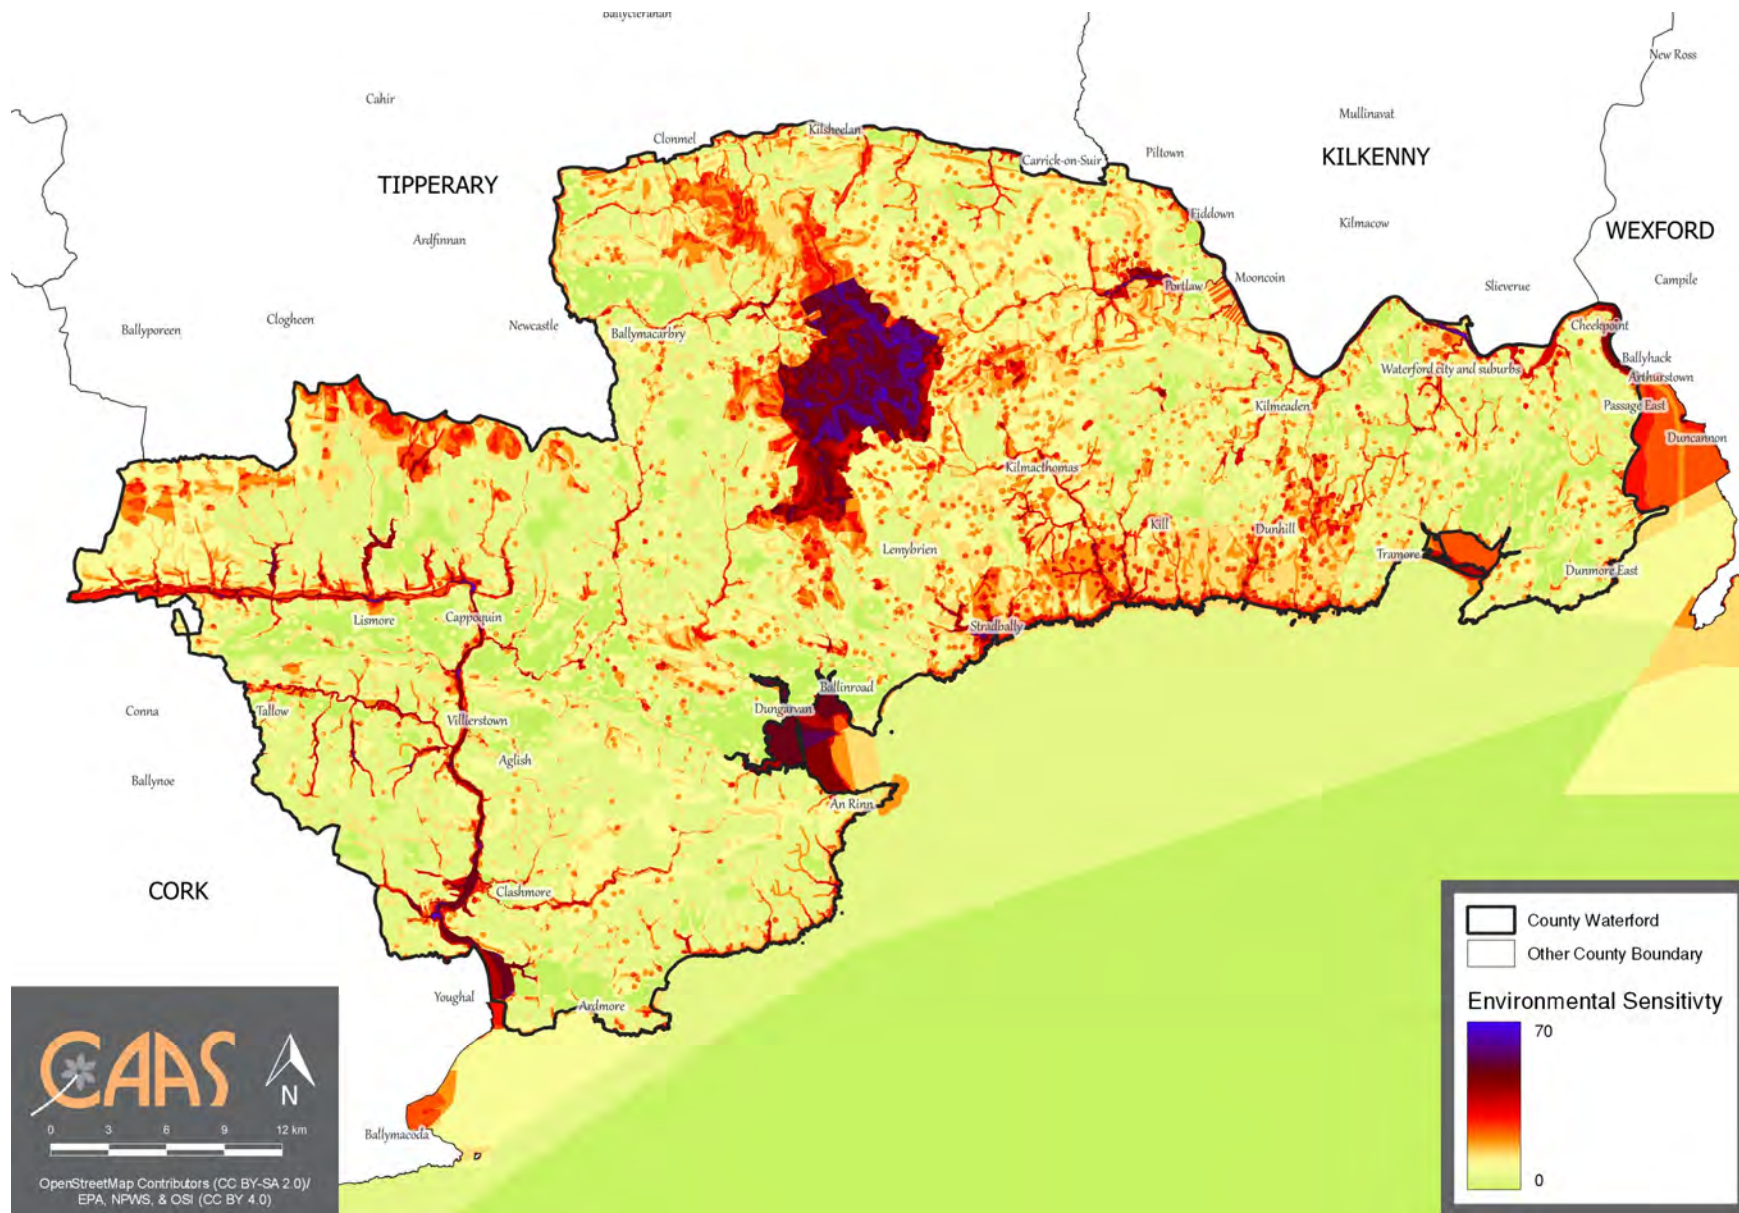 Ballycleranan
New Ross
Cahir
Mullinavat
Kilsheelan
Clonmel
Piltown
KILKENNY
Carrick-on-Suir
TIPPERARY
Fiddown
Kilmacow
WEXFORD
Ardfinnan
Mooncoin
Campile
Portlaw
Slieverue
Clogheen
Newcastle
Cheekpoint
Ballyporeen
Ballymacarbry
Ballyhack
Waterford city and suburbs
Arthurstown
Kilmeaden
Passage East
Duncannon
Kilmacthomas
Kill
Dunhill
Lemybrien
Tramore
Dunmore East
Lismore
Cappoquin
Stradbally
Ballinroad
Conna
Tallow
Dungarvan
Villierstown
Aglish
Ballynoe
An Rinn
CORK
Clashmore
Youghal
Ardmore
Ballymacoda
County Waterford
Other County Boundary
Environmental Sensitivty
70
0
CAAS
N
0 3 6 9 12 km
OpenStreetMap Contributors (CC BY-SA 2.0)/
EPA, NPWS, & OSI (CC BY 4.0)